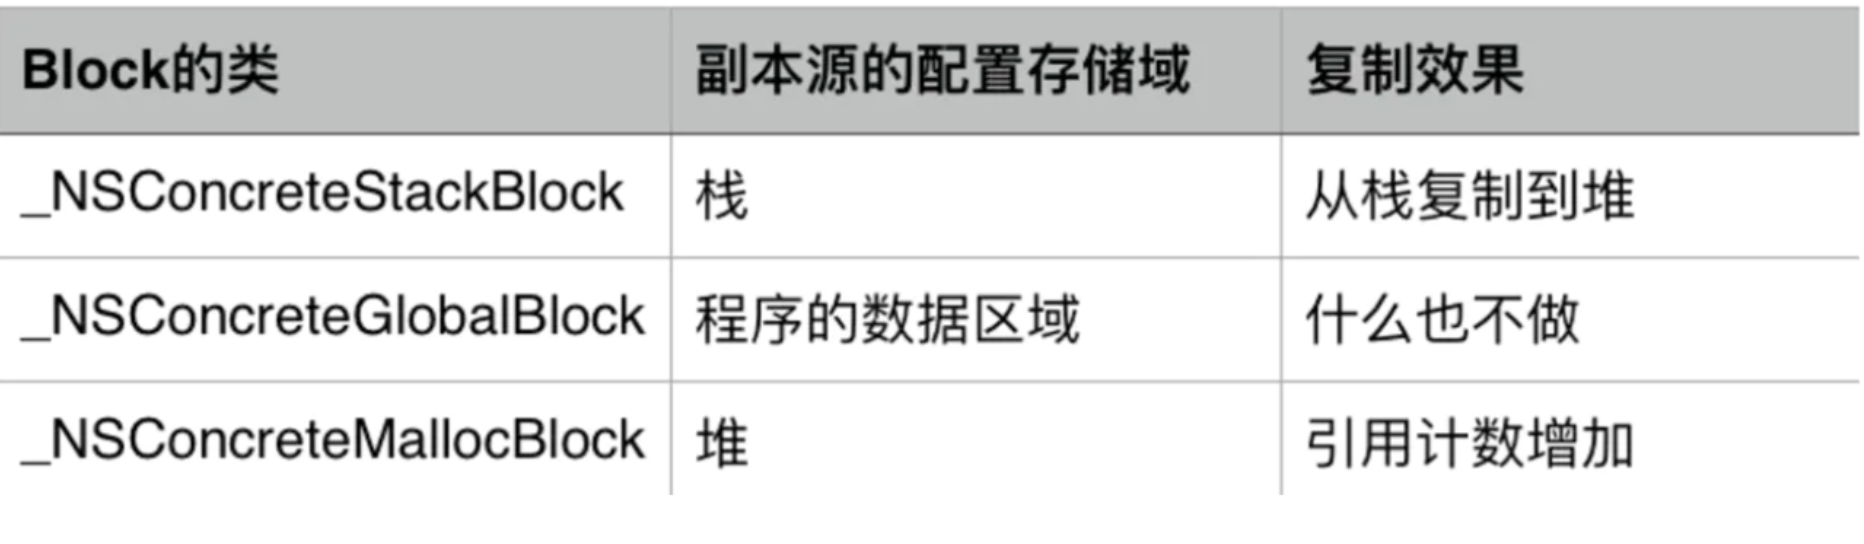 Block的类 副本源的配置存储域 复制效果
_NSConcreteStackBlock 栈 从栈复制到堆
_NSConcreteGlobalBlock 程序的数据区域 什么也不做
_NSConcreteMallocBlock 堆 引用计数增加